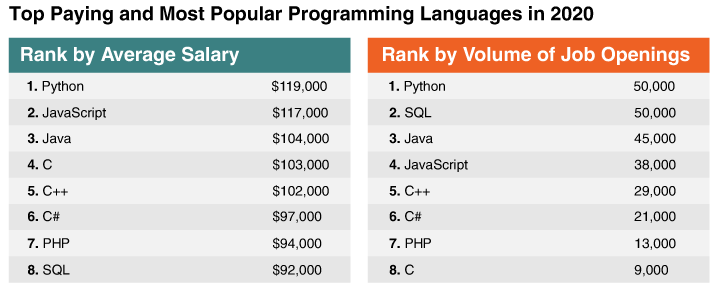 Top Paying and Most Popular Programming Languages in 2020
Rank by Average Salary
1. Python $119,000
2. JavaScript $117,000
3. Java $104,000
4. C $103,000
5. C++ $102,000
6. C# $97,000
7. PHP $94,000
8. SQL $92,000
Rank by Volume of Job Openings
1. Python 50,000
2. SQL 50,000
3. Java 45,000
4. JavaScript 38,000
5. C++ 29,000
6. C# 21,000
7. PHP 13,000
8. C 9,000